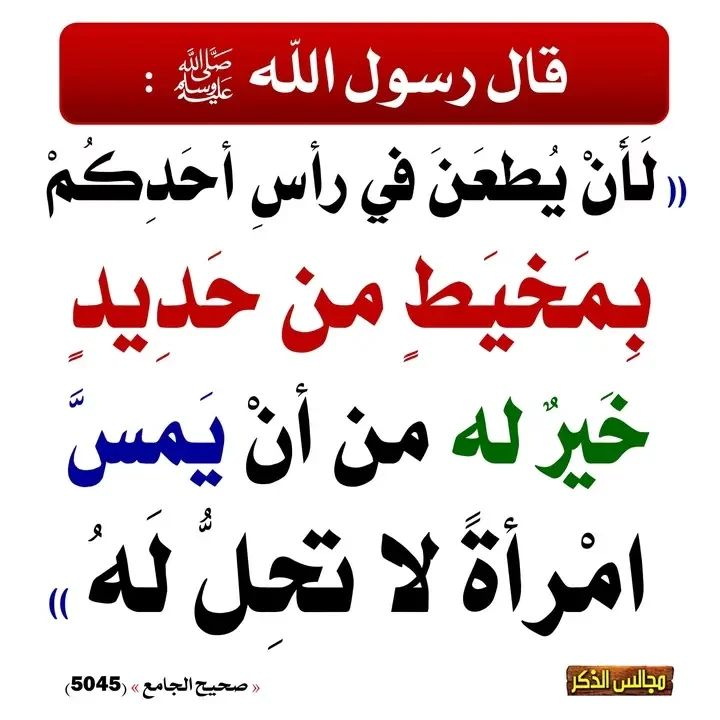 قال رسول الله ﷺ :
(( لَأَنْ يُطعَنَ في رأسِ أحَدِكُمْ
بِمَخيَطٍ من حَدِيدٍ
خَيرٌ له من أنْ يَمسَّ
امْرأةً لا تحِلُّ لَهُ ))
« صحيح الجامع » (5045)
مجالس الذكر